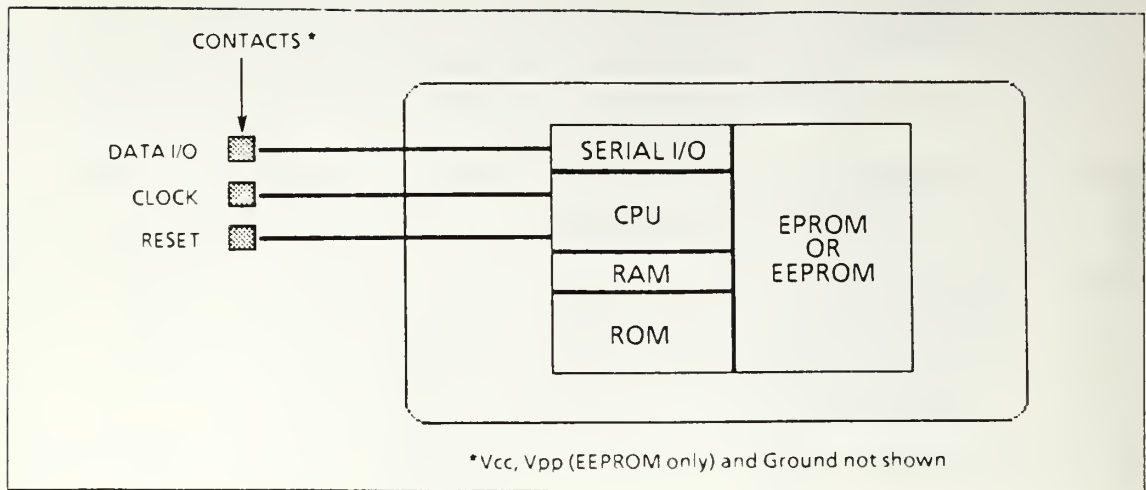 CONTACTS *
DATA I/O
CLOCK
RESET
SERIAL I/O
CPU
RAM
ROM
EPROM
OR
EEPROM
*Vcc, Vpp (EEPROM only) and Ground not shown